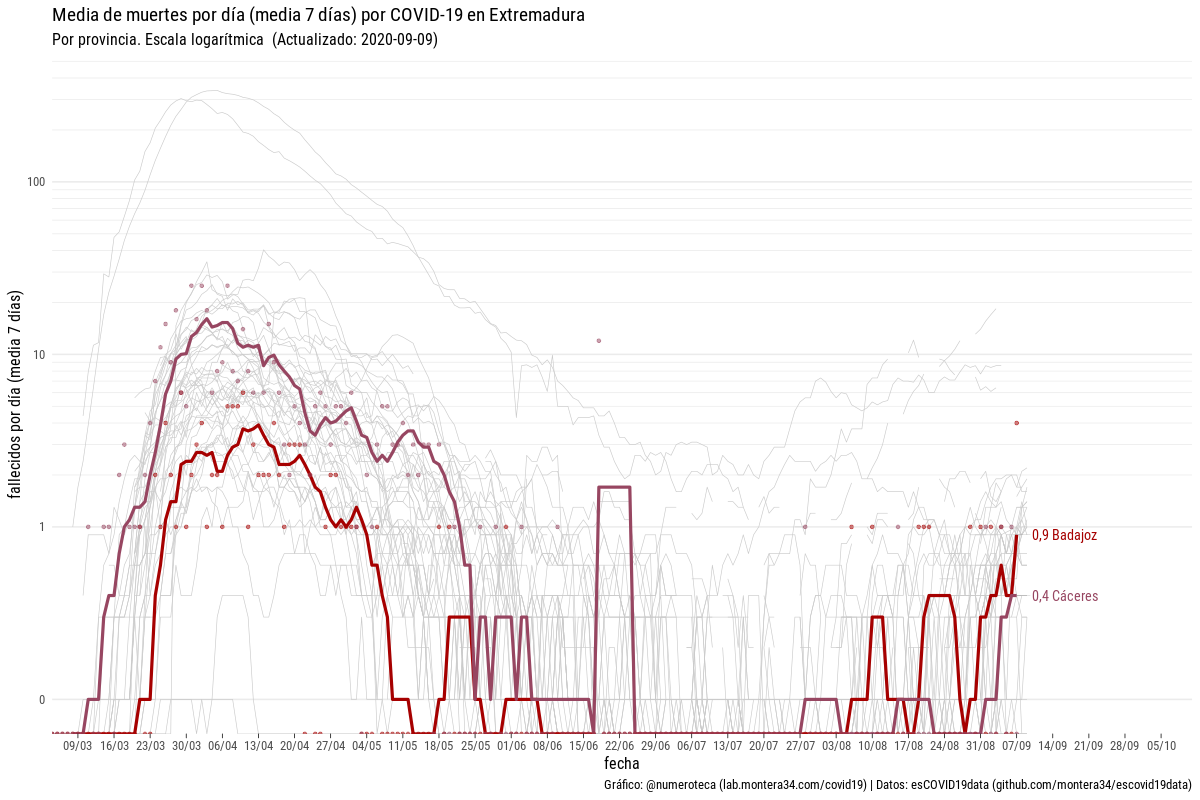 Media de muertes por día (media 7 días) por COVID-19 en Extremadura
Por provincia. Escala logarítmica (Actualizado: 2020-09-09)
fallecidos por día (media 7 días)
100
10
1
0
0,9 Badajoz
0,4 Cáceres
09/03 16/03 23/03 30/03 06/04 13/04 20/04 27/04 04/05 11/05 18/05 25/05 01/06 08/06 15/06 22/06 29/06 06/07 13/07 20/07 27/07 03/08 10/08 17/08 24/08 31/08 07/09 14/09 21/09 28/09 05/10
fecha
Gráfico: @numeroteca (lab.montera34.com/covid19) | Datos: esCOVID19data (github.com/montera34/escovid19data)